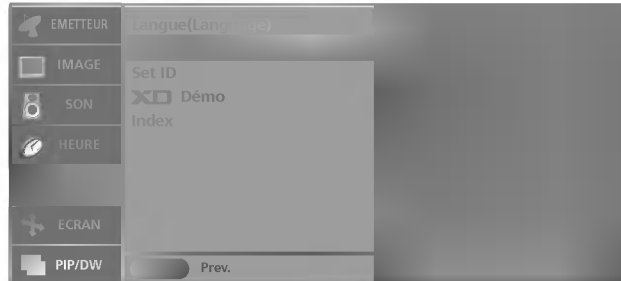 EMETTEUR
Langue(Language)
IMAGE
Set ID
XD Démo
SON
Index
HEURE
ECRAN
PIP/DW
Prev.